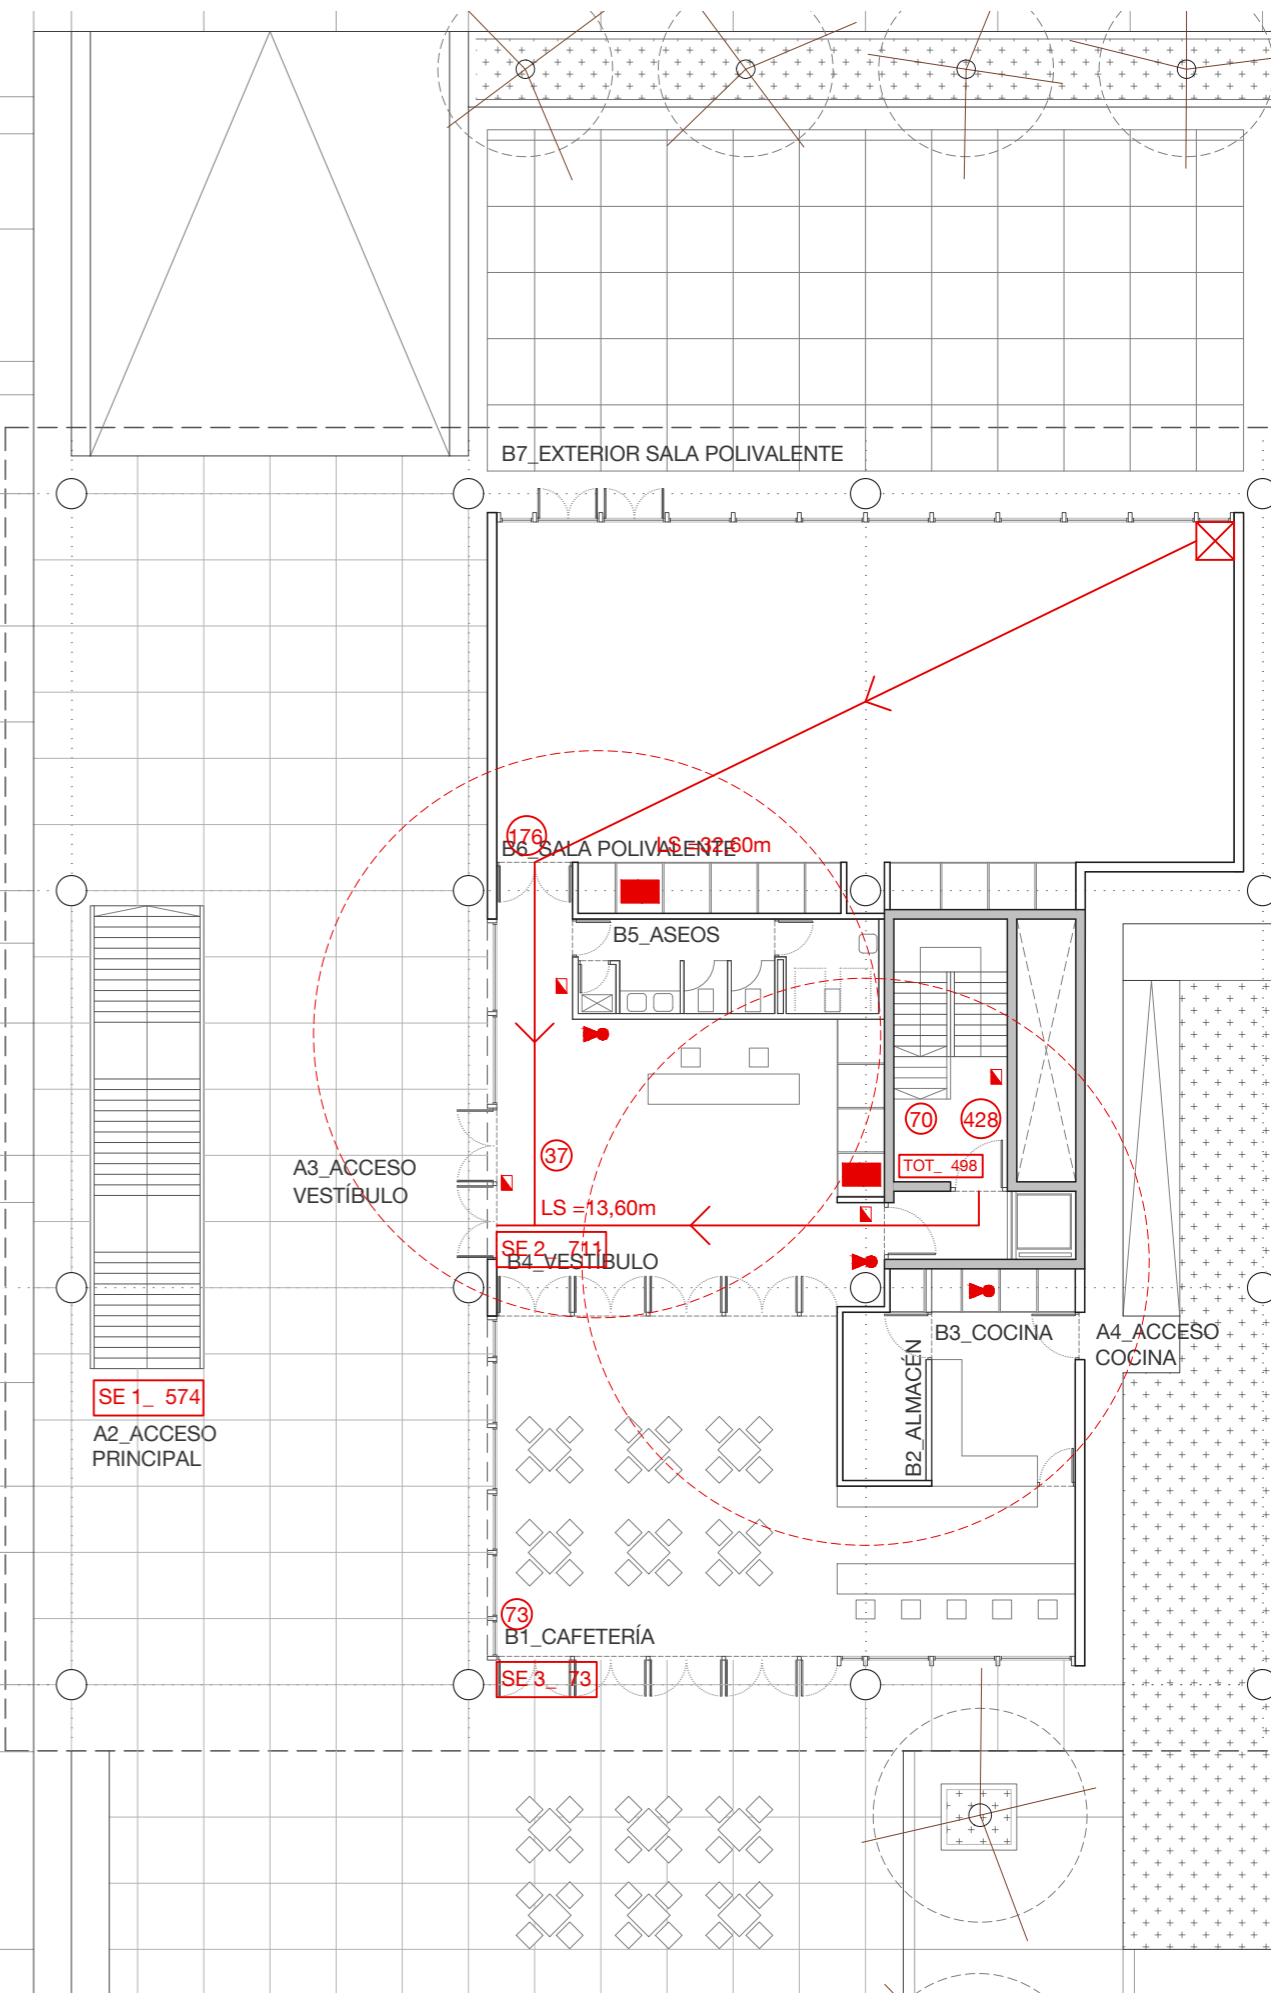 B7_EXTERIOR SALA POLIVALENTE
176
LS =32,60m
B6_SALA POLIVALENTE
B5_ASEOS
70
428
TOT_ 498
37
A3_ACCESO
VESTÍBULO
LS =13,60m
SE 2_ 711
B4_VESTÍBULO
B3_COCINA
A4_ACCESO
COCINA
B2_ALMACÉN
SE 1_ 574
A2_ACCESO
PRINCIPAL
73
B1_CAFETERÍA
SE 3_ 73